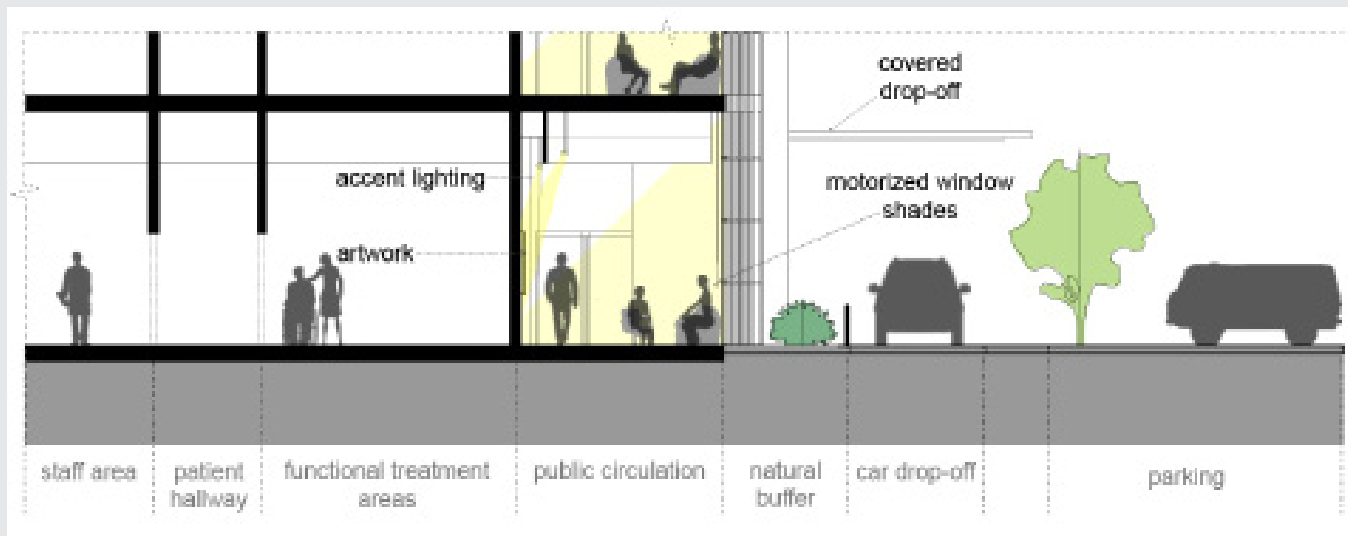 covered
drop-off
accent lighting
motorized window
shades
artwork
staff area
patient
hallway
functional treatment
areas
public circulation
natural
buffer
car drop-off
parking